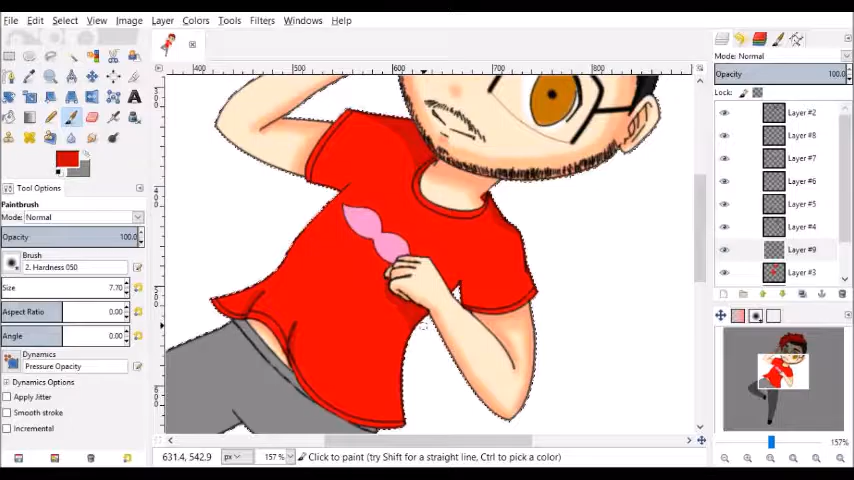 File Edit Select View Image Layer Colors Tools Filters Windows Help
400 500 600 700 800
400
500
600
Tool Options
Paintbrush
Mode: Normal
Opacity 100.0
Brush
2. Hardness 050
Size 7.70
Aspect Ratio 0.00
Angle 0.00
Dynamics
Pressure Opacity
Dynamics Options
Apply Jitter
Smooth stroke
Incremental
Mode: Normal
Opacity 100.0
Lock:
Layer #2
Layer #8
Layer #7
Layer #6
Layer #5
Layer #4
Layer #9
Layer #3
157%
631.4, 542.9 px 157 % Click to paint (try Shift for a straight line, Ctrl to pick a color)